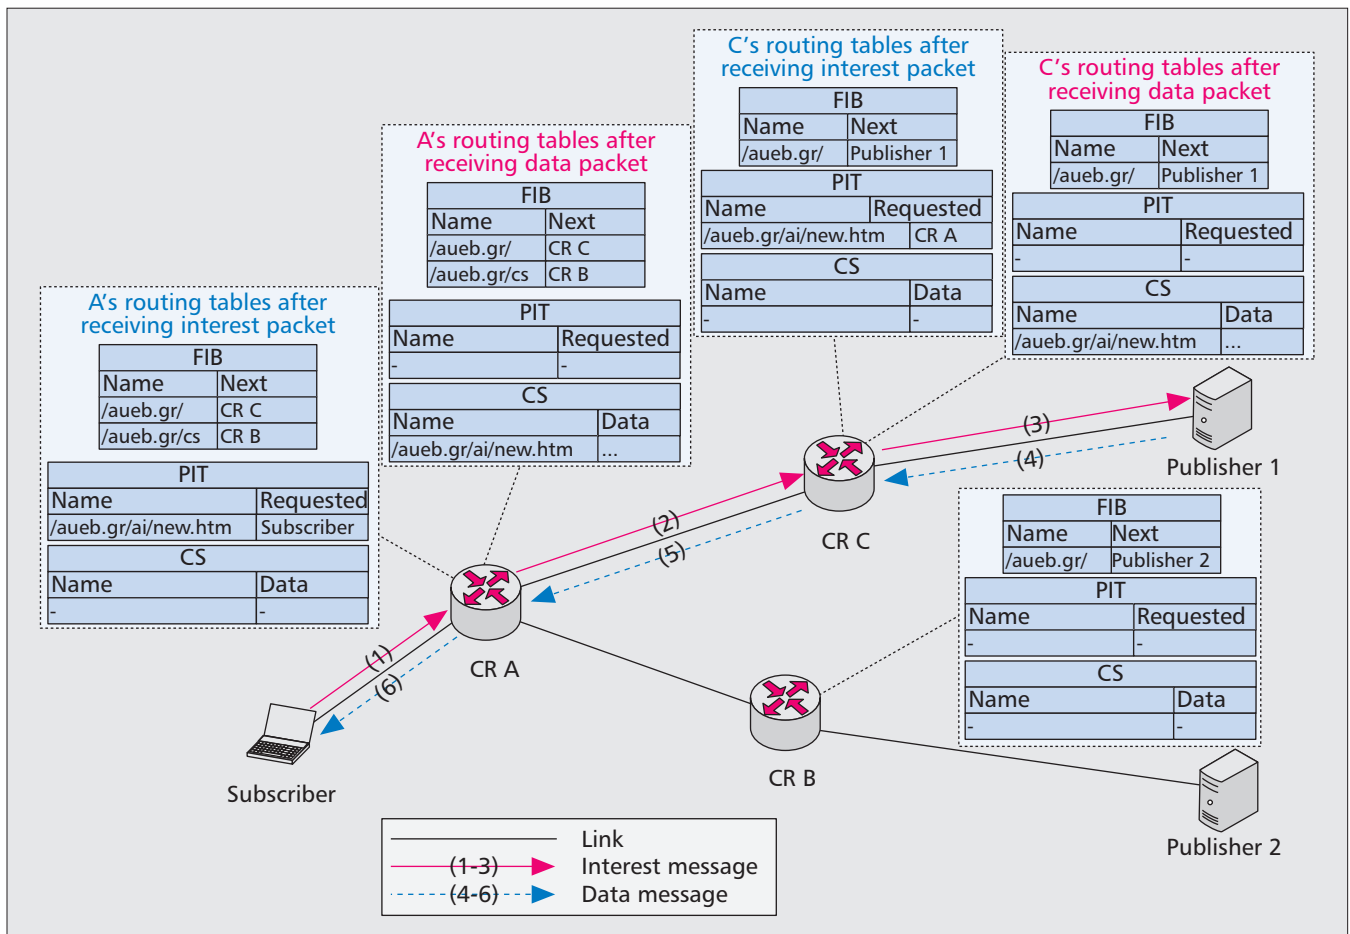 C's routing tables after
receiving interest packet
FIB
Name Next
/aueb.gr/ Publisher 1
PIT
Name Requested
/aueb.gr/ai/new.htm CR A
CS
Name Data
- -
C's routing tables after
receiving data packet
FIB
Name Next
/aueb.gr/ Publisher 1
PIT
Name Requested
- -
CS
Name Data
/aueb.gr/ai/new.htm ...
A's routing tables after
receiving data packet
FIB
Name Next
/aueb.gr/ CR C
/aueb.gr/cs CR B
PIT
Name Requested
- -
CS
Name Data
/aueb.gr/ai/new.htm ...
A's routing tables after
receiving interest packet
FIB
Name Next
/aueb.gr/ CR C
/aueb.gr/cs CR B
PIT
Name Requested
/aueb.gr/ai/new.htm Subscriber
CS
Name Data
- -
(3)
(4)
Publisher 1
(2)
(5)
CR C
FIB
Name Next
/aueb.gr/ Publisher 2
PIT
Name Requested
- -
CS
Name Data
- -
(1)
(6)
CR A
CR B
Subscriber
Publisher 2
Link
(1-3) Interest message
(4-6) Data message